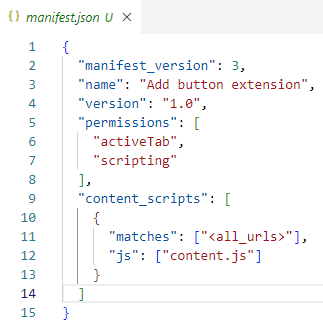 {} manifest.json U ×
1 {
2 "manifest_version": 3,
3 "name": "Add button extension",
4 "version": "1.0",
5 "permissions": [
6 "activeTab",
7 "scripting"
8 ],
9 "content_scripts": [
10 {
11 "matches": ["<all_urls>"],
12 "js": ["content.js"]
13 }
14 ]
15 }